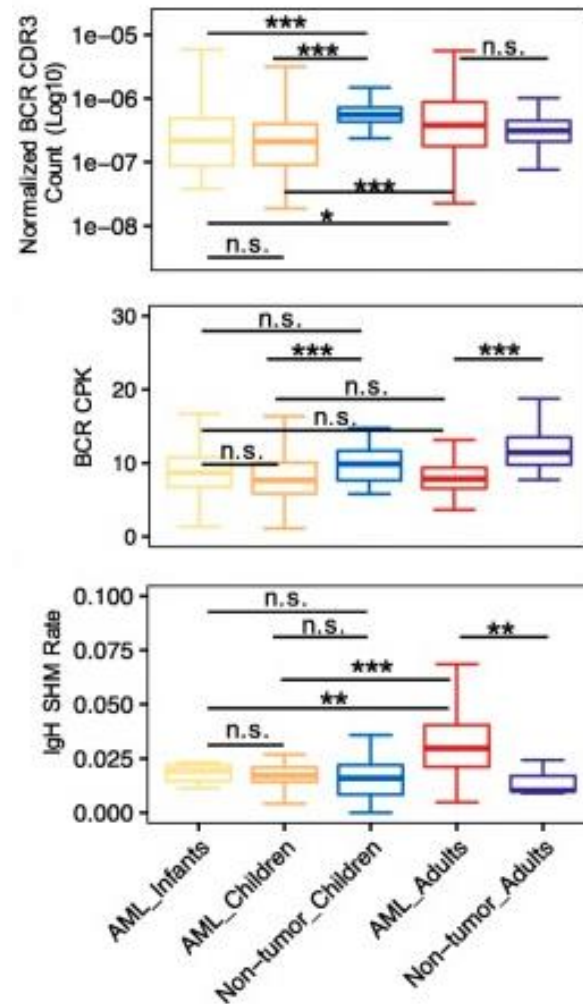 Normalized BCR CDR3
Count (Log10)
1e−05
1e−06
1e−07
1e−08
***
***
n.s.
***
*
n.s.
BCR CPK
30
20
10
0
n.s.
***
***
n.s.
n.s.
n.s.
IgH SHM Rate
0.100
0.075
0.050
0.025
0.000
n.s.
n.s.
**
***
**
n.s.
AML_Infants
AML_Children
Non−tumor_Children
AML_Adults
Non−tumor_Adults